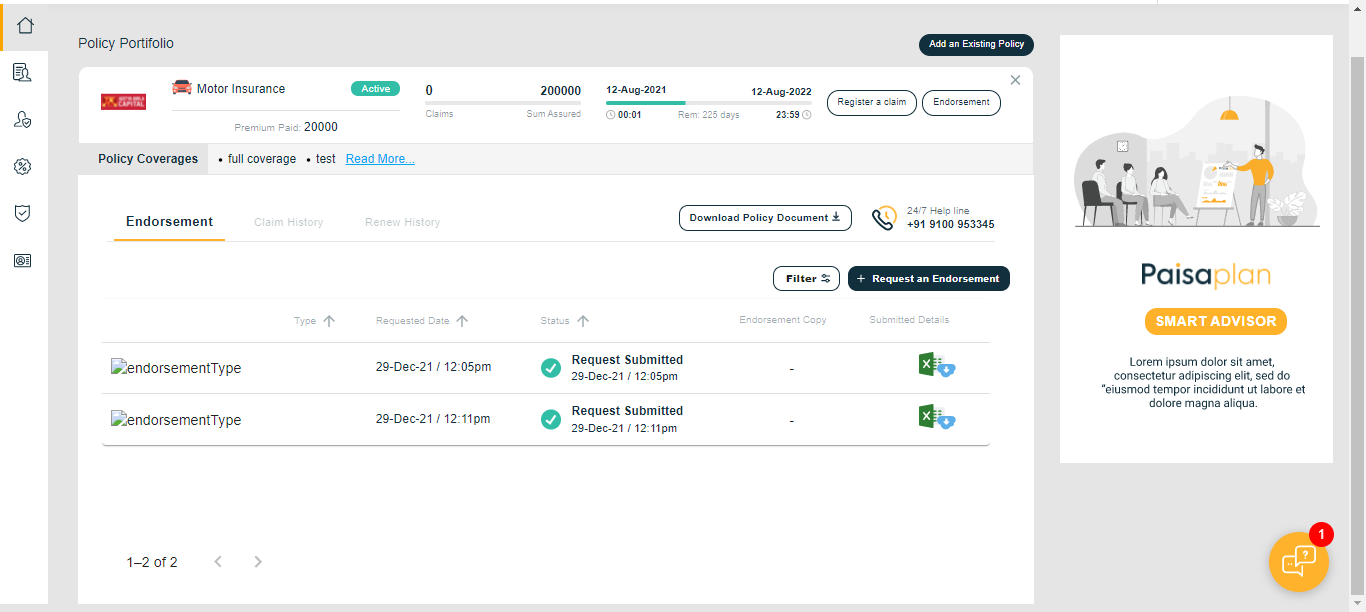 Policy Portifolio
Add an Existing Policy
Motor Insurance
Active
Premium Paid: 20000
0
200000
Claims
Sum Assured
12-Aug-2021
12-Aug-2022
00:01
Rem: 225 days
23:59
Register a claim
Endorsement
CAPITAL
Policy Coverages
• full coverage • test Read More...
Endorsement
Claim History
Renew History
Download Policy Document
24/7 Help line
+91 9100 953345
Filter
+ Request an Endorsement
Type
Requested Date
Status
Endorsement Copy
Submitted Details
endorsementType
29-Dec-21 / 12:05pm
Request Submitted
29-Dec-21 / 12:05pm
-
endorsementType
29-Dec-21 / 12:11pm
Request Submitted
29-Dec-21 / 12:11pm
-
1–2 of 2
Paisaplan
SMART ADVISOR
Lorem ipsum dolor sit amet,
consectetur adipiscing elit, sed do
“eiusmod tempor incididunt ut labore et
dolore magna aliqua.
1